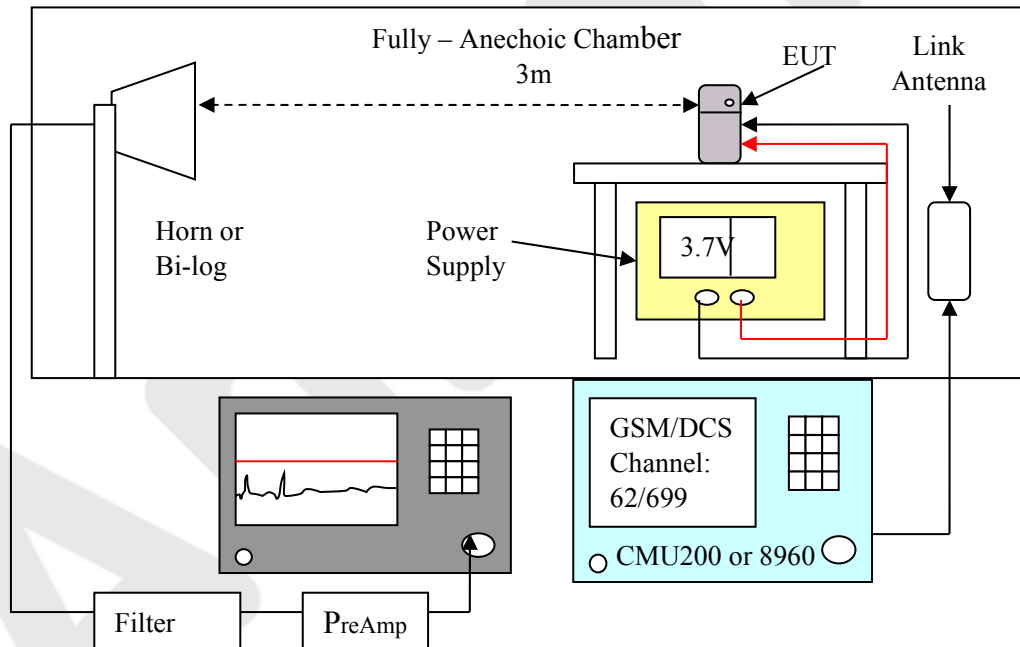 Fully – Anechoic Chamber
3m
EUT
Link
Antenna
Horn or
Bi-log
Power
Supply
3.7V
GSM/DCS
Channel:
62/699
CMU200 or 8960
Filter
PreAmp